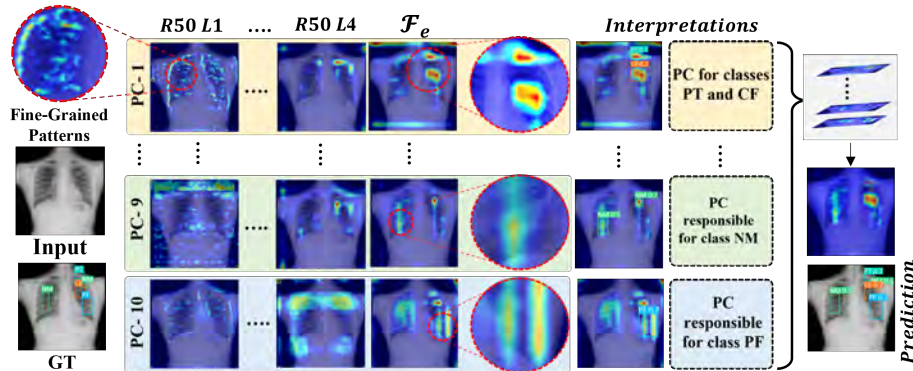 R50 L1 .... R50 L4 ℱe Interpretations
Fine-Grained
Patterns
Input
GT
PC-1
....
PC for classes
PT and CF
PC-9
....
PC
responsible
for class NM
PC-10
....
PC
responsible
for class PF
Prediction